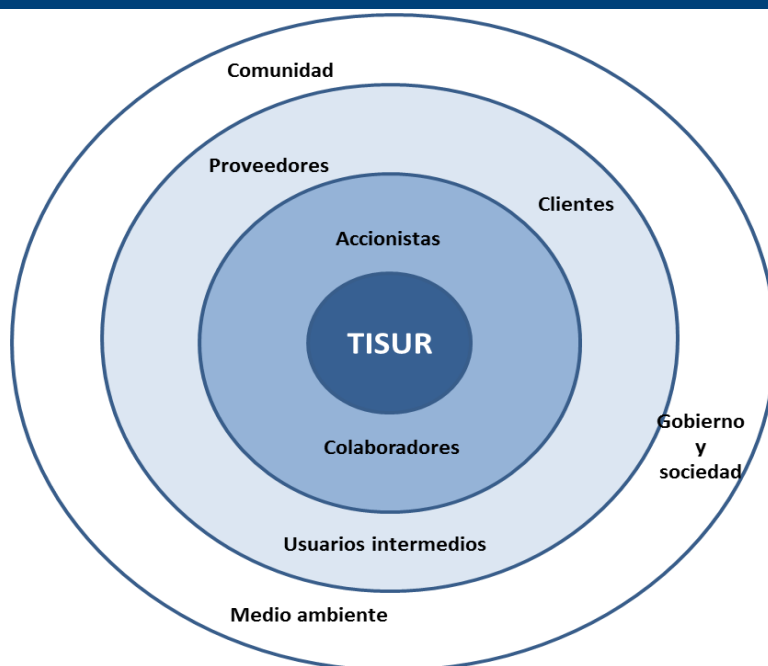 Comunidad
Proveedores
Clientes
Accionistas
TISUR
Gobierno
y
sociedad
Colaboradores
Usuarios intermedios
Medio ambiente